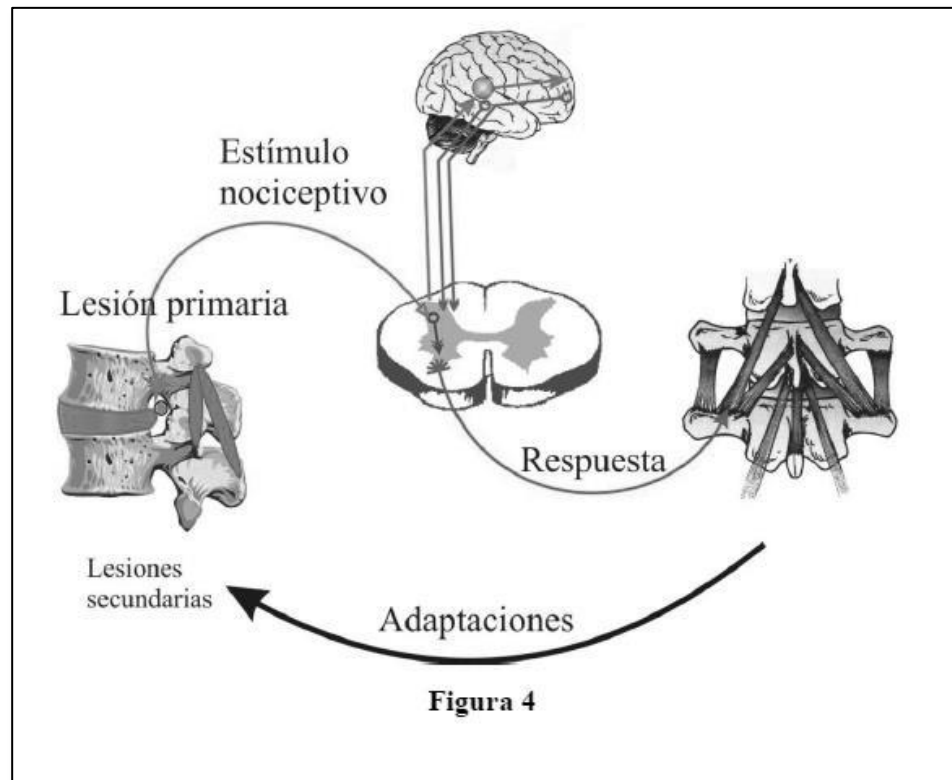 Estímulo
nociceptivo
Lesión primaria
Respuesta
Lesiones
secundarias
Adaptaciones
Figura 4